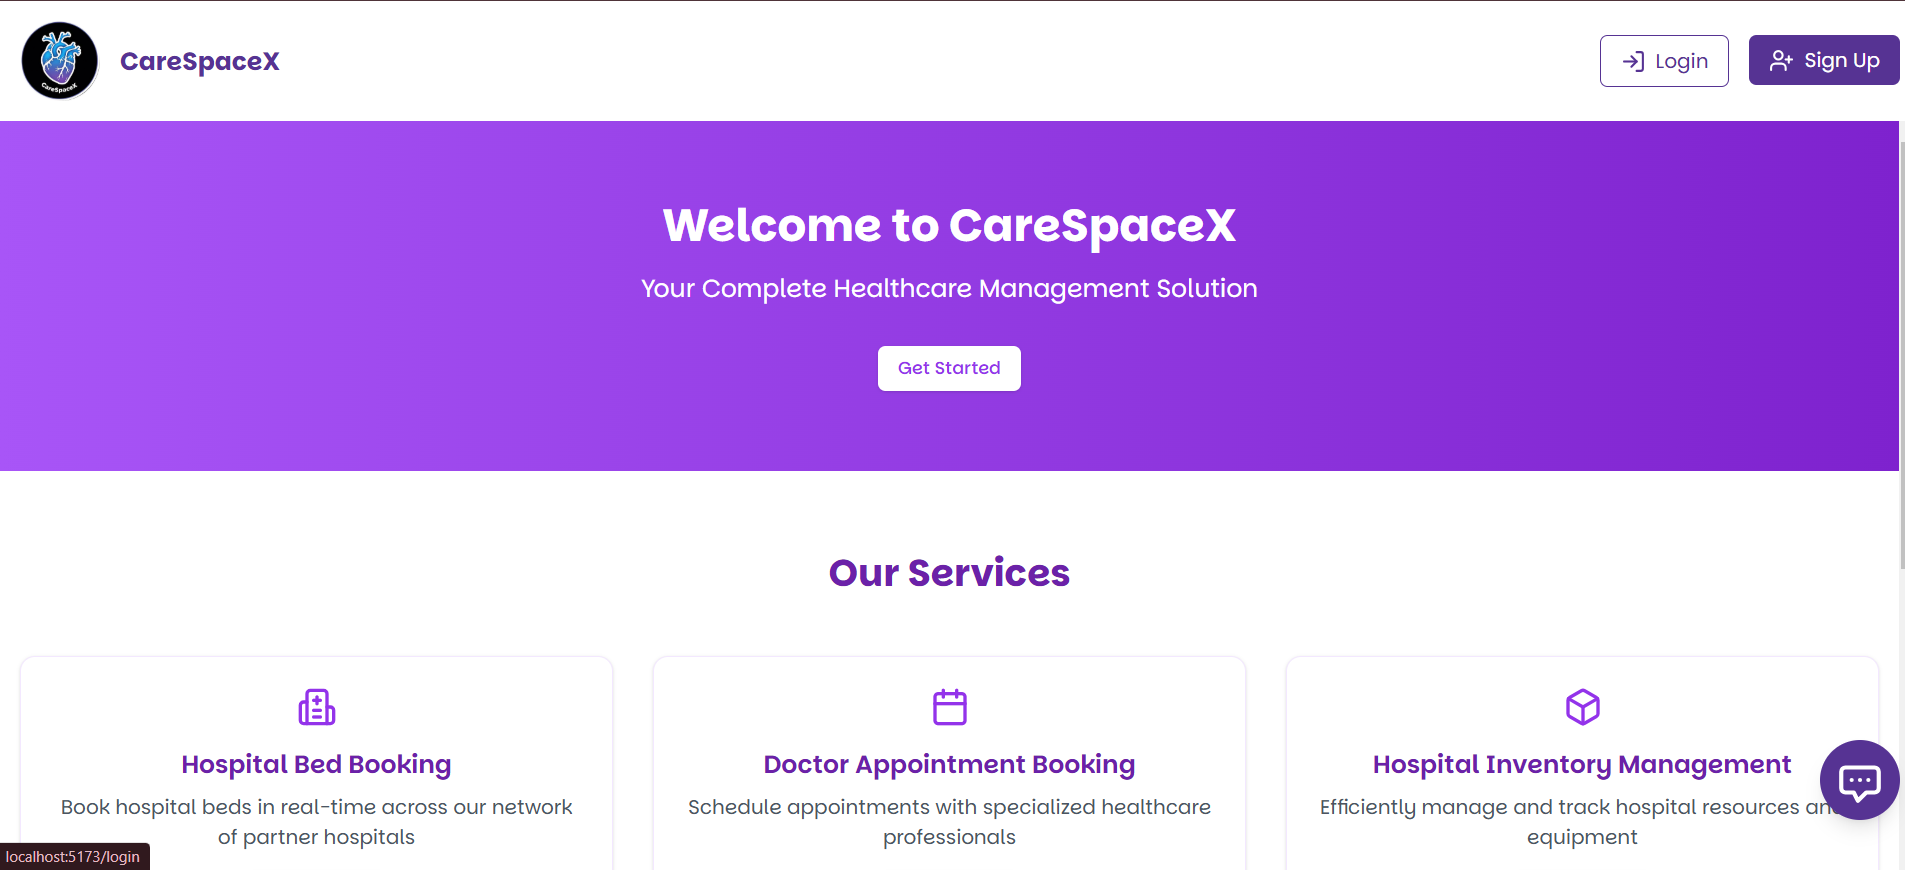 CareSpaceX
CareSpaceX
Login
Sign Up
Welcome to CareSpaceX
Your Complete Healthcare Management Solution
Get Started
Our Services
Hospital Bed Booking
Book hospital beds in real-time across our network
of partner hospitals
Doctor Appointment Booking
Schedule appointments with specialized healthcare
professionals
Hospital Inventory Management
Efficiently manage and track hospital resources an
equipment
localhost:5173/login